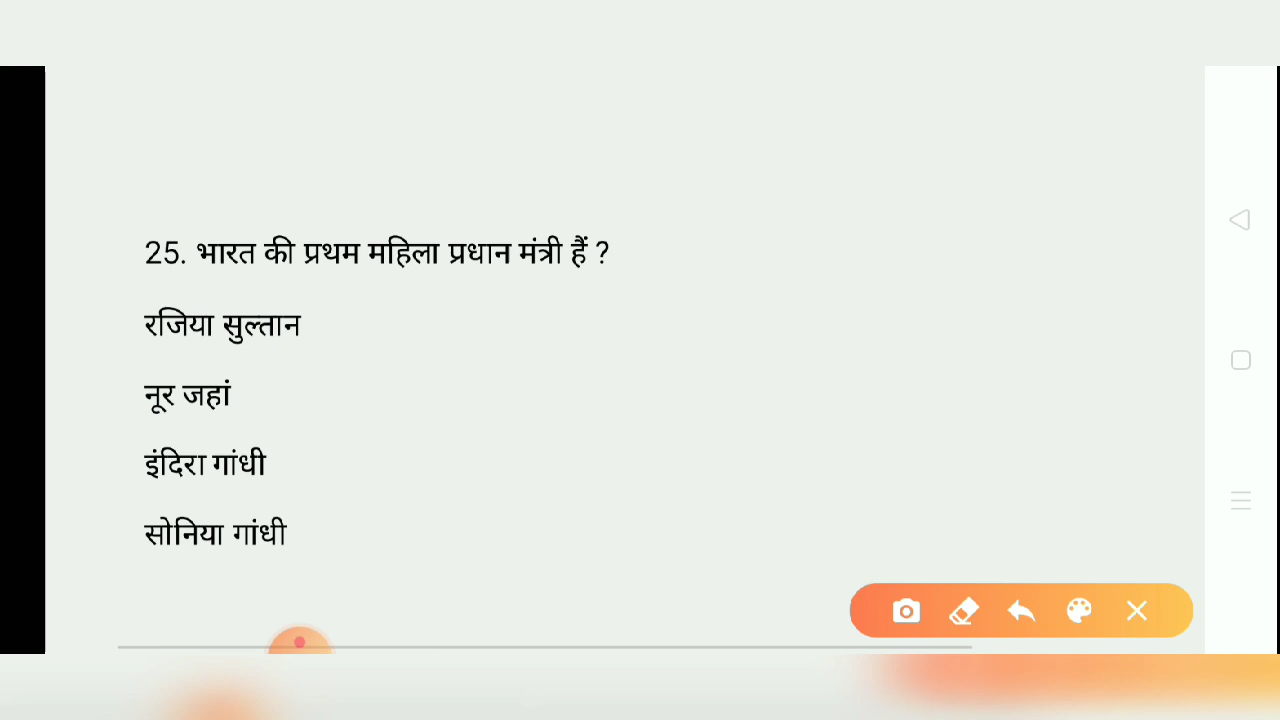 25. भारत की प्रथम महिला प्रधान मंत्री हैं ?
रजिया सुल्तान
नूर जहां
इंदिरा गांधी
सोनिया गांधी